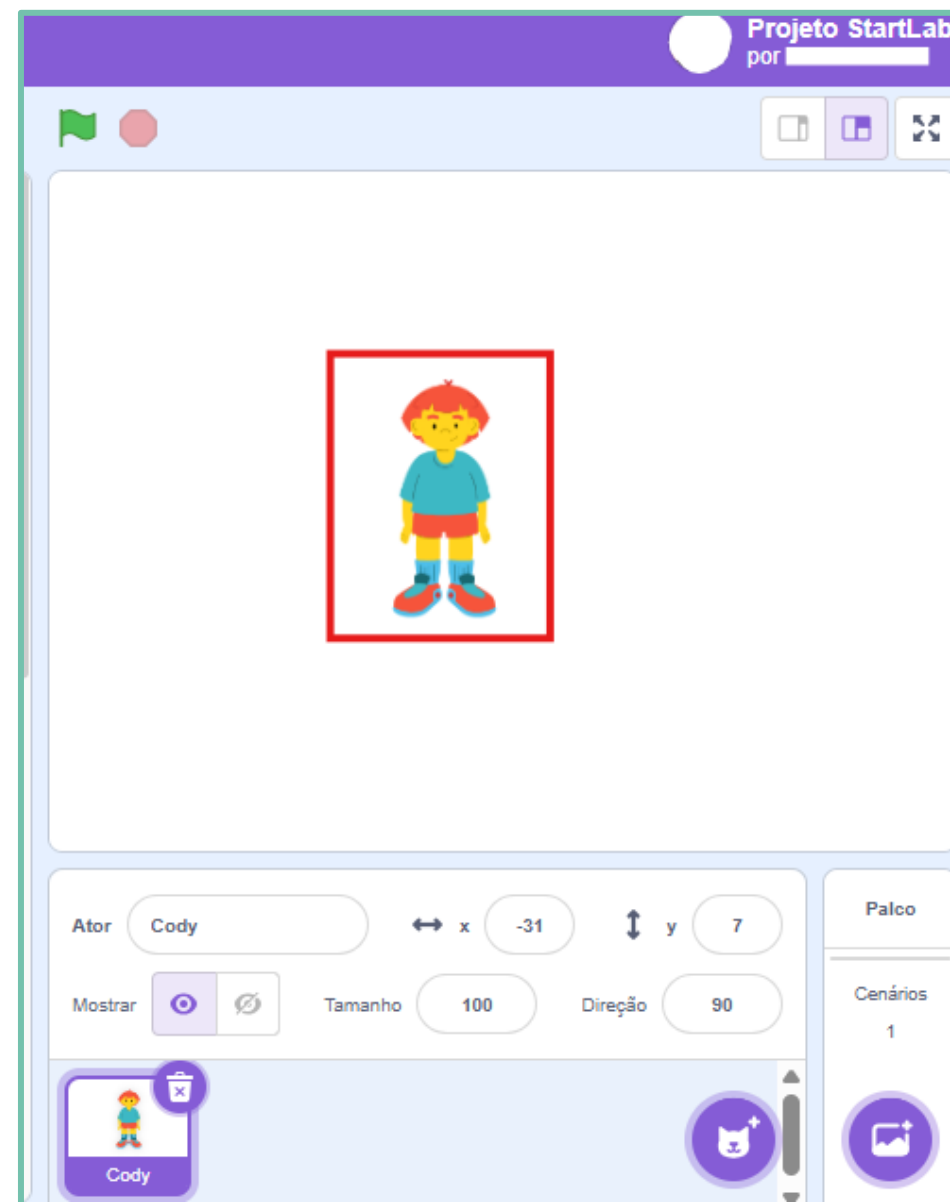 Projeto StartLab
por
Ator Cody x -31 y 7
Mostrar Tamanho 100 Direção 90
Cody
Palco
Cenários
1